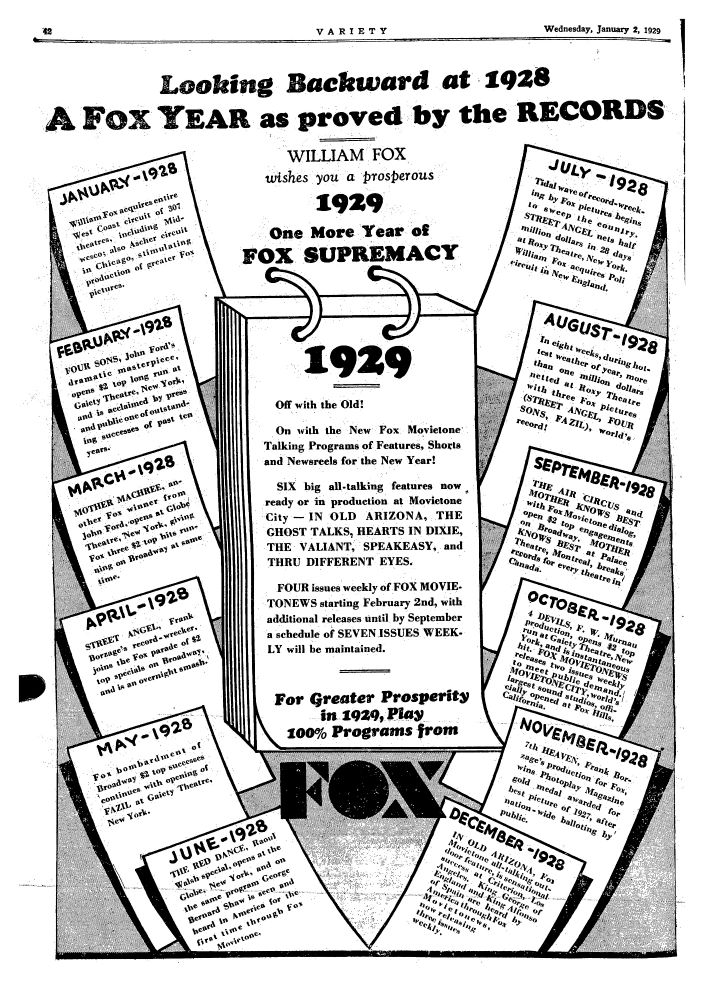 42
VARIETY
Wednesday, January 2, 1929
Looking Backward at 1928
A FOX YEAR as proved by the RECORDS
WILLIAM FOX
wishes you a prosperous
1929
One More Year of
FOX SUPREMACY
JANUARY-1928
William Fox acquires entire
West Coast circuit of 307
theatres, including Mid-
wesco; also Ascher circuit
in Chicago, stimulating
production of greater Fox
pictures.
FEBRUARY-1928
FOUR SONS, John Ford's
dramatic masterpiece,
opens $2 top long run at
Gaiety Theatre, New York,
and is acclaimed by press
and public one of outstand-
ing successes of past ten
years.
MARCH-1928
MOTHER MACHREE, an-
other Fox winner from
John Ford, opens at Globe
Theatre, New York, giving
Fox three $2 top hits run-
ning on Broadway at same
time.
APRIL-1928
STREET ANGEL, Frank
Borzage's record-wrecker,
joins the Fox parade of $2
top specials on Broadway,
and is an overnight smash.
MAY-1928
Fox bombardment of
Broadway $2 top successes
continues with opening of
FAZIL at Gaiety Theatre,
New York.
JUNE-1928
THE RED DANCE, Raoul
Walsh special, opens at the
Globe, New York, and on
the same program George
Bernard Shaw is seen and
heard in America for the
first time through Fox
Movietone.
1929
Off with the Old!
On with the New Fox Movietone
Talking Programs of Features, Shorts
and Newsreels for the New Year!
SIX big all-talking features now
ready or in production at Movietone
City — IN OLD ARIZONA, THE
GHOST TALKS, HEARTS IN DIXIE,
THE VALIANT, SPEAKEASY, and
THRU DIFFERENT EYES.
FOUR issues weekly of FOX MOVIE-
TONEWS starting February 2nd, with
additional releases until by September
a schedule of SEVEN ISSUES WEEK-
LY will be maintained.
For Greater Prosperity
in 1929, Play
100% Programs from
FOX
JULY-1928
Tidal wave of record-wreck-
ing by Fox pictures begins
to sweep the country.
STREET ANGEL nets half
million dollars in 28 days
at Roxy Theatre, New York.
William Fox acquires Poli
circuit in New England.
AUGUST-1928
In eight weeks, during hot-
test weather of year, more
than one million dollars
netted at Roxy Theatre
with three Fox pictures
(STREET ANGEL, FOUR
SONS, FAZIL), world's
record!
SEPTEMBER-1928
THE AIR CIRCUS and
MOTHER KNOWS BEST
with Fox Movietone dialog,
open $2 top engagements
on Broadway. MOTHER
KNOWS BEST at Palace
Theatre, Montreal, breaks
records for every theatre in
Canada.
OCTOBER-1928
4 DEVILS, F. W. Murnau
production, opens $2 top
run at Gaiety Theatre, New
York, and is instantaneous
hit. FOX MOVIETONEWS
releases two issues weekly
to meet public demand.
MOVIETONE CITY, world's
largest sound studios, offi-
cially opened at Fox Hills,
California.
NOVEMBER-1928
7th HEAVEN, Frank Bor-
zage's production for Fox,
wins Photoplay Magazine
gold medal awarded for
best picture of 1927, after
nation-wide balloting by
public.
DECEMBER-1928
IN OLD ARIZONA, Fox
Movietone all-talking out-
door feature, is sensational
success at Criterion, Los
Angeles. King George of
England and King Alfonso
of Spain are heard by
America through Fox
Movietonews,
now releasing
three issues
weekly.